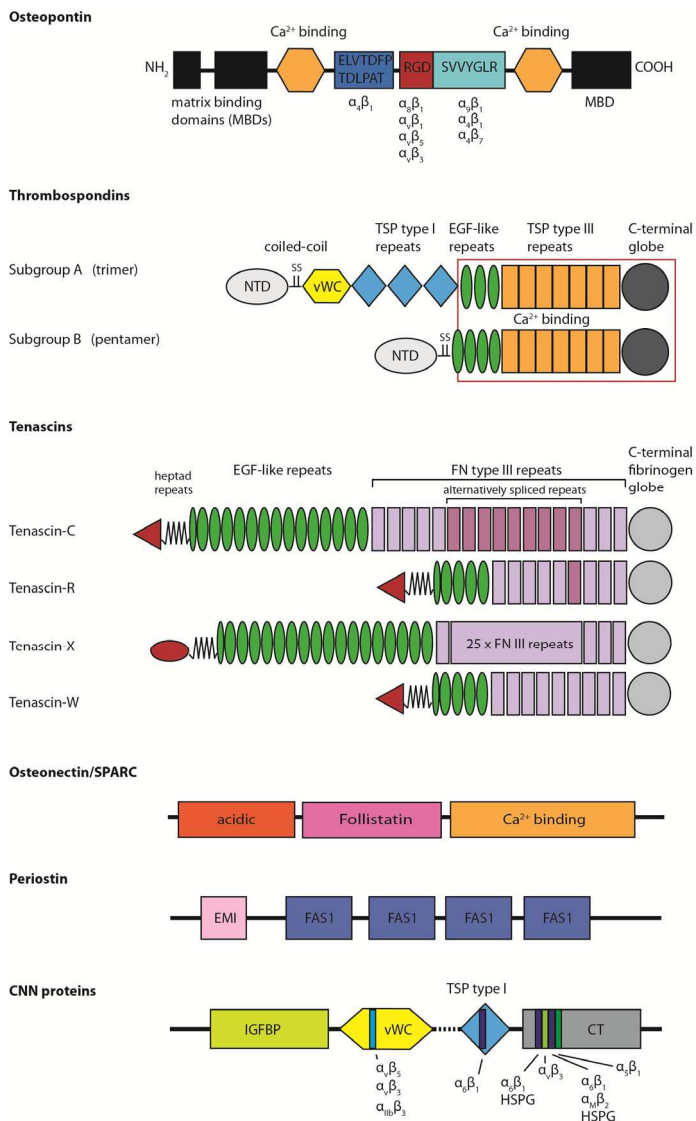 Osteopontin
Ca²⁺ binding Ca²⁺ binding
NH₂ ELVTDFP TDLPAT RGD SVVYGLR COOH
matrix binding domains (MBDs) α₄β₁ α₈β₁ α₉β₁ MBD
αᵥβ₁ α₄β₁
αᵥβ₅ α₄β₇
αᵥβ₃
Thrombospondins
TSP type I repeats EGF-like repeats TSP type III repeats C-terminal globe
coiled-coil
Subgroup A (trimer) NTD SS vWC
Ca²⁺ binding
Subgroup B (pentamer) NTD SS
Tenascins
heptad repeats EGF-like repeats FN type III repeats C-terminal fibrinogen globe
alternatively spliced repeats
Tenascin-C
Tenascin-R
Tenascin-X 25 x FN III repeats
Tenascin-W
Osteonectin/SPARC
acidic Follistatin Ca²⁺ binding
Periostin
EMI FAS1 FAS1 FAS1 FAS1
CNN proteins
TSP type I
IGFBP vWC CT
αᵥβ₅ α₆β₁ α₆β₁ αᵥβ₃ α₆β₁ α₅β₁
αᵥβ₃ HSPG α_Mβ₂
α_IIbβ₃ HSPG